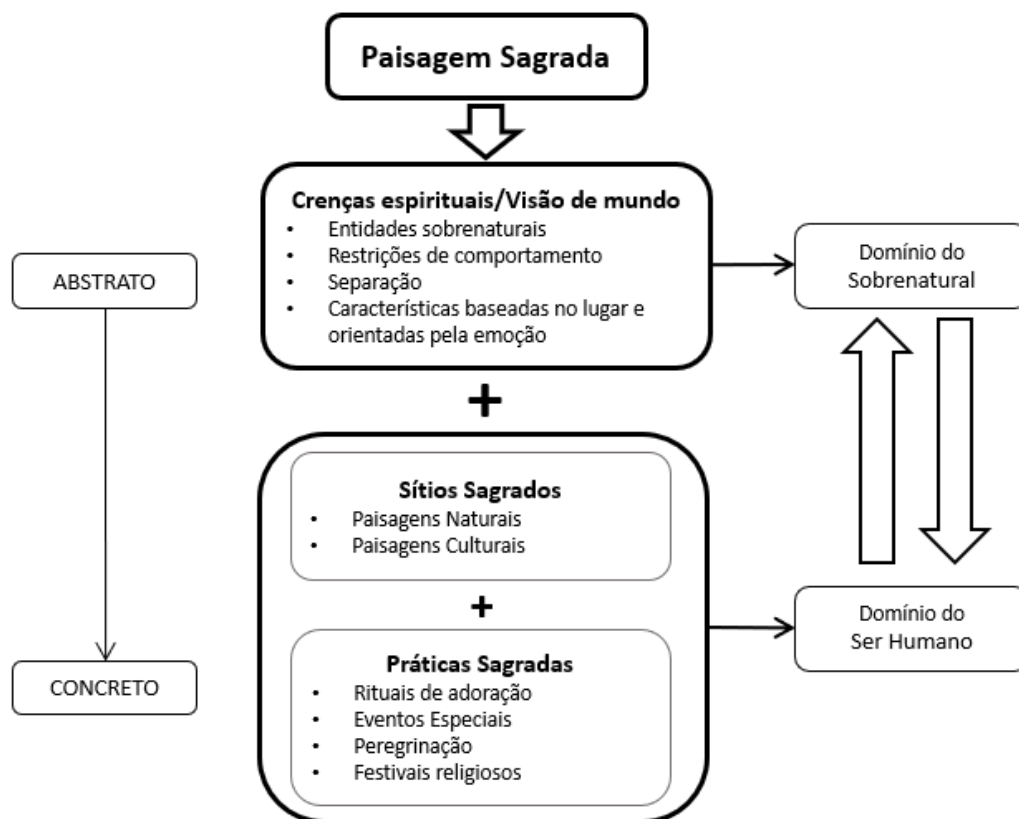 Paisagem Sagrada
Crenças espirituais/Visão de mundo
• Entidades sobrenaturais
• Restrições de comportamento
• Separação
• Características baseadas no lugar e
orientadas pela emoção
ABSTRATO
Domínio do
Sobrenatural
+
Sítios Sagrados
• Paisagens Naturais
• Paisagens Culturais
+
Práticas Sagradas
• Rituais de adoração
• Eventos Especiais
• Peregrinação
• Festivais religiosos
Domínio do
Ser Humano
CONCRETO